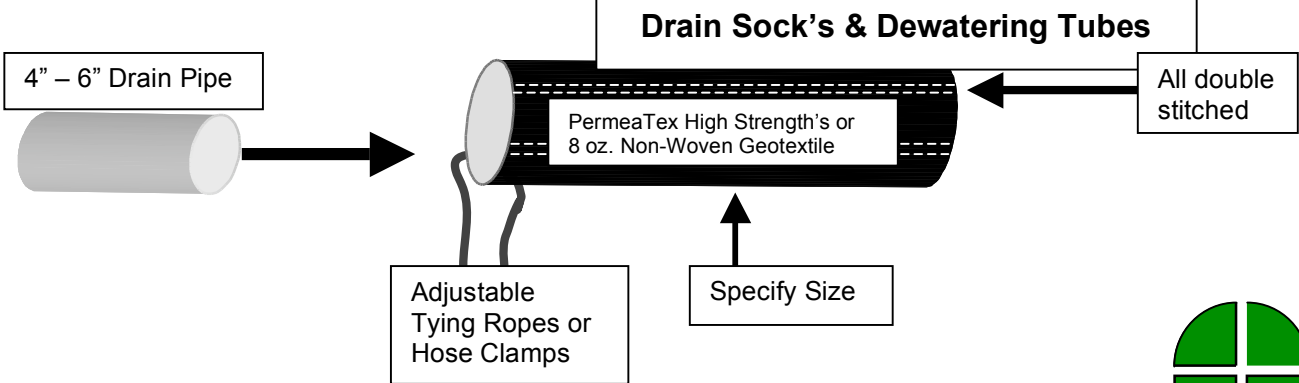 Drain Sock's & Dewatering Tubes
4” – 6” Drain Pipe
All double
stitched
PermeaTex High Strength’s or
8 oz. Non-Woven Geotextile
Adjustable
Tying Ropes or
Hose Clamps
Specify Size